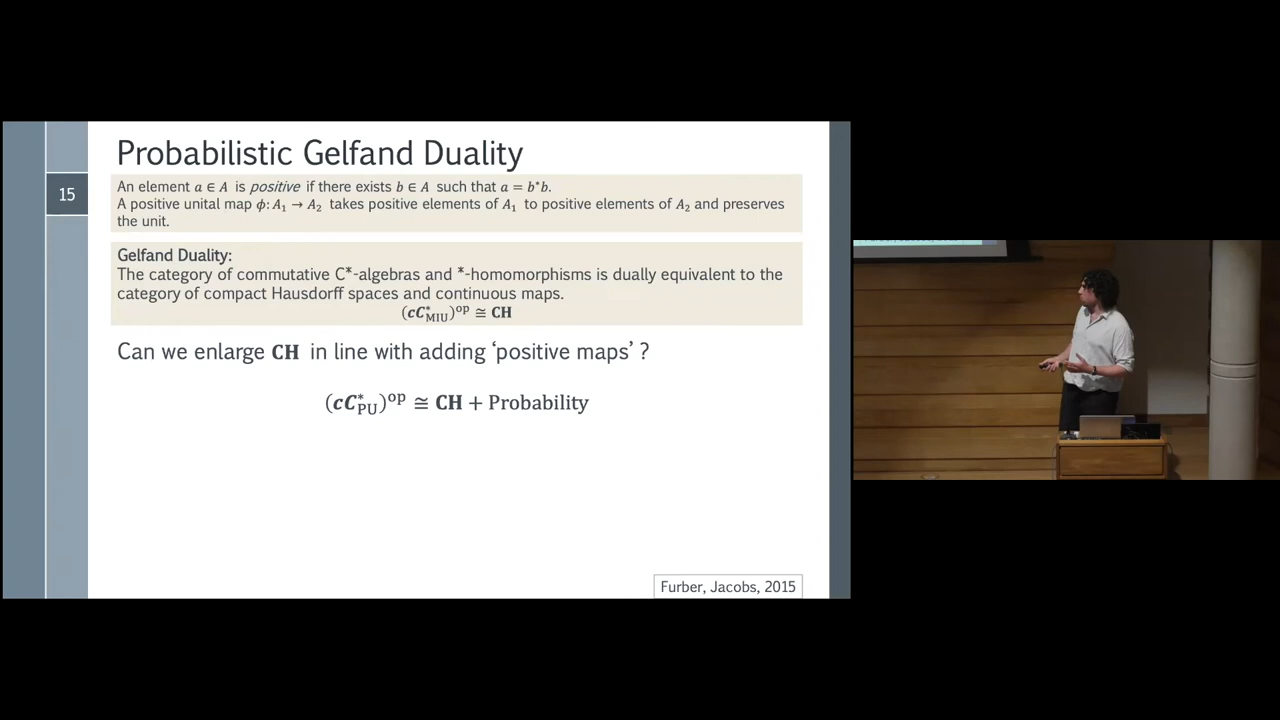 Probabilistic Gelfand Duality
15
An element a ∈ A is positive if there exists b ∈ A such that a = b*b.
A positive unital map ϕ: A₁ → A₂ takes positive elements of A₁ to positive elements of A₂ and preserves
the unit.
Gelfand Duality:
The category of commutative C*-algebras and *-homomorphisms is dually equivalent to the
category of compact Hausdorff spaces and continuous maps.
(cC*_MIU)^op ≅ CH
Can we enlarge CH in line with adding ‘positive maps’ ?
(cC*_PU)^op ≅ CH + Probability
Furber, Jacobs, 2015